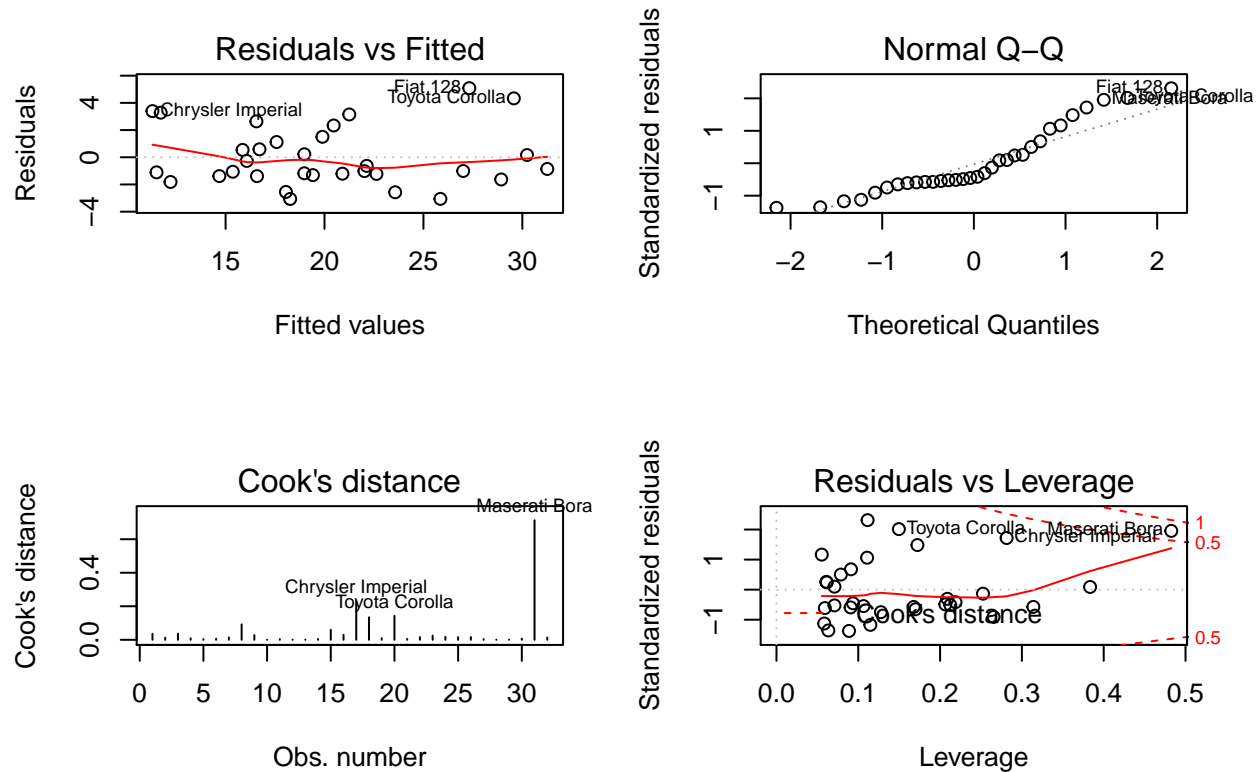 Residuals vs Fitted
Residuals
4
0
−4
Fiat 128
Toyota Corolla
Chrysler Imperial
15
20
25
30
Fitted values
Normal Q−Q
Standardized residuals
1
−1
Fiat 128
Toyota Corolla
Maserati Bora
−2
−1
0
1
2
Theoretical Quantiles
Cook's distance
Cook's distance
0.4
0.0
Maserati Bora
Chrysler Imperial
Toyota Corolla
0
5
10
15
20
25
30
Obs. number
Residuals vs Leverage
Standardized residuals
1
−1
Toyota Corolla
Maserati Bora
Chrysler Imperial
Cook's distance
1
0.5
0.5
0.0
0.1
0.2
0.3
0.4
0.5
Leverage